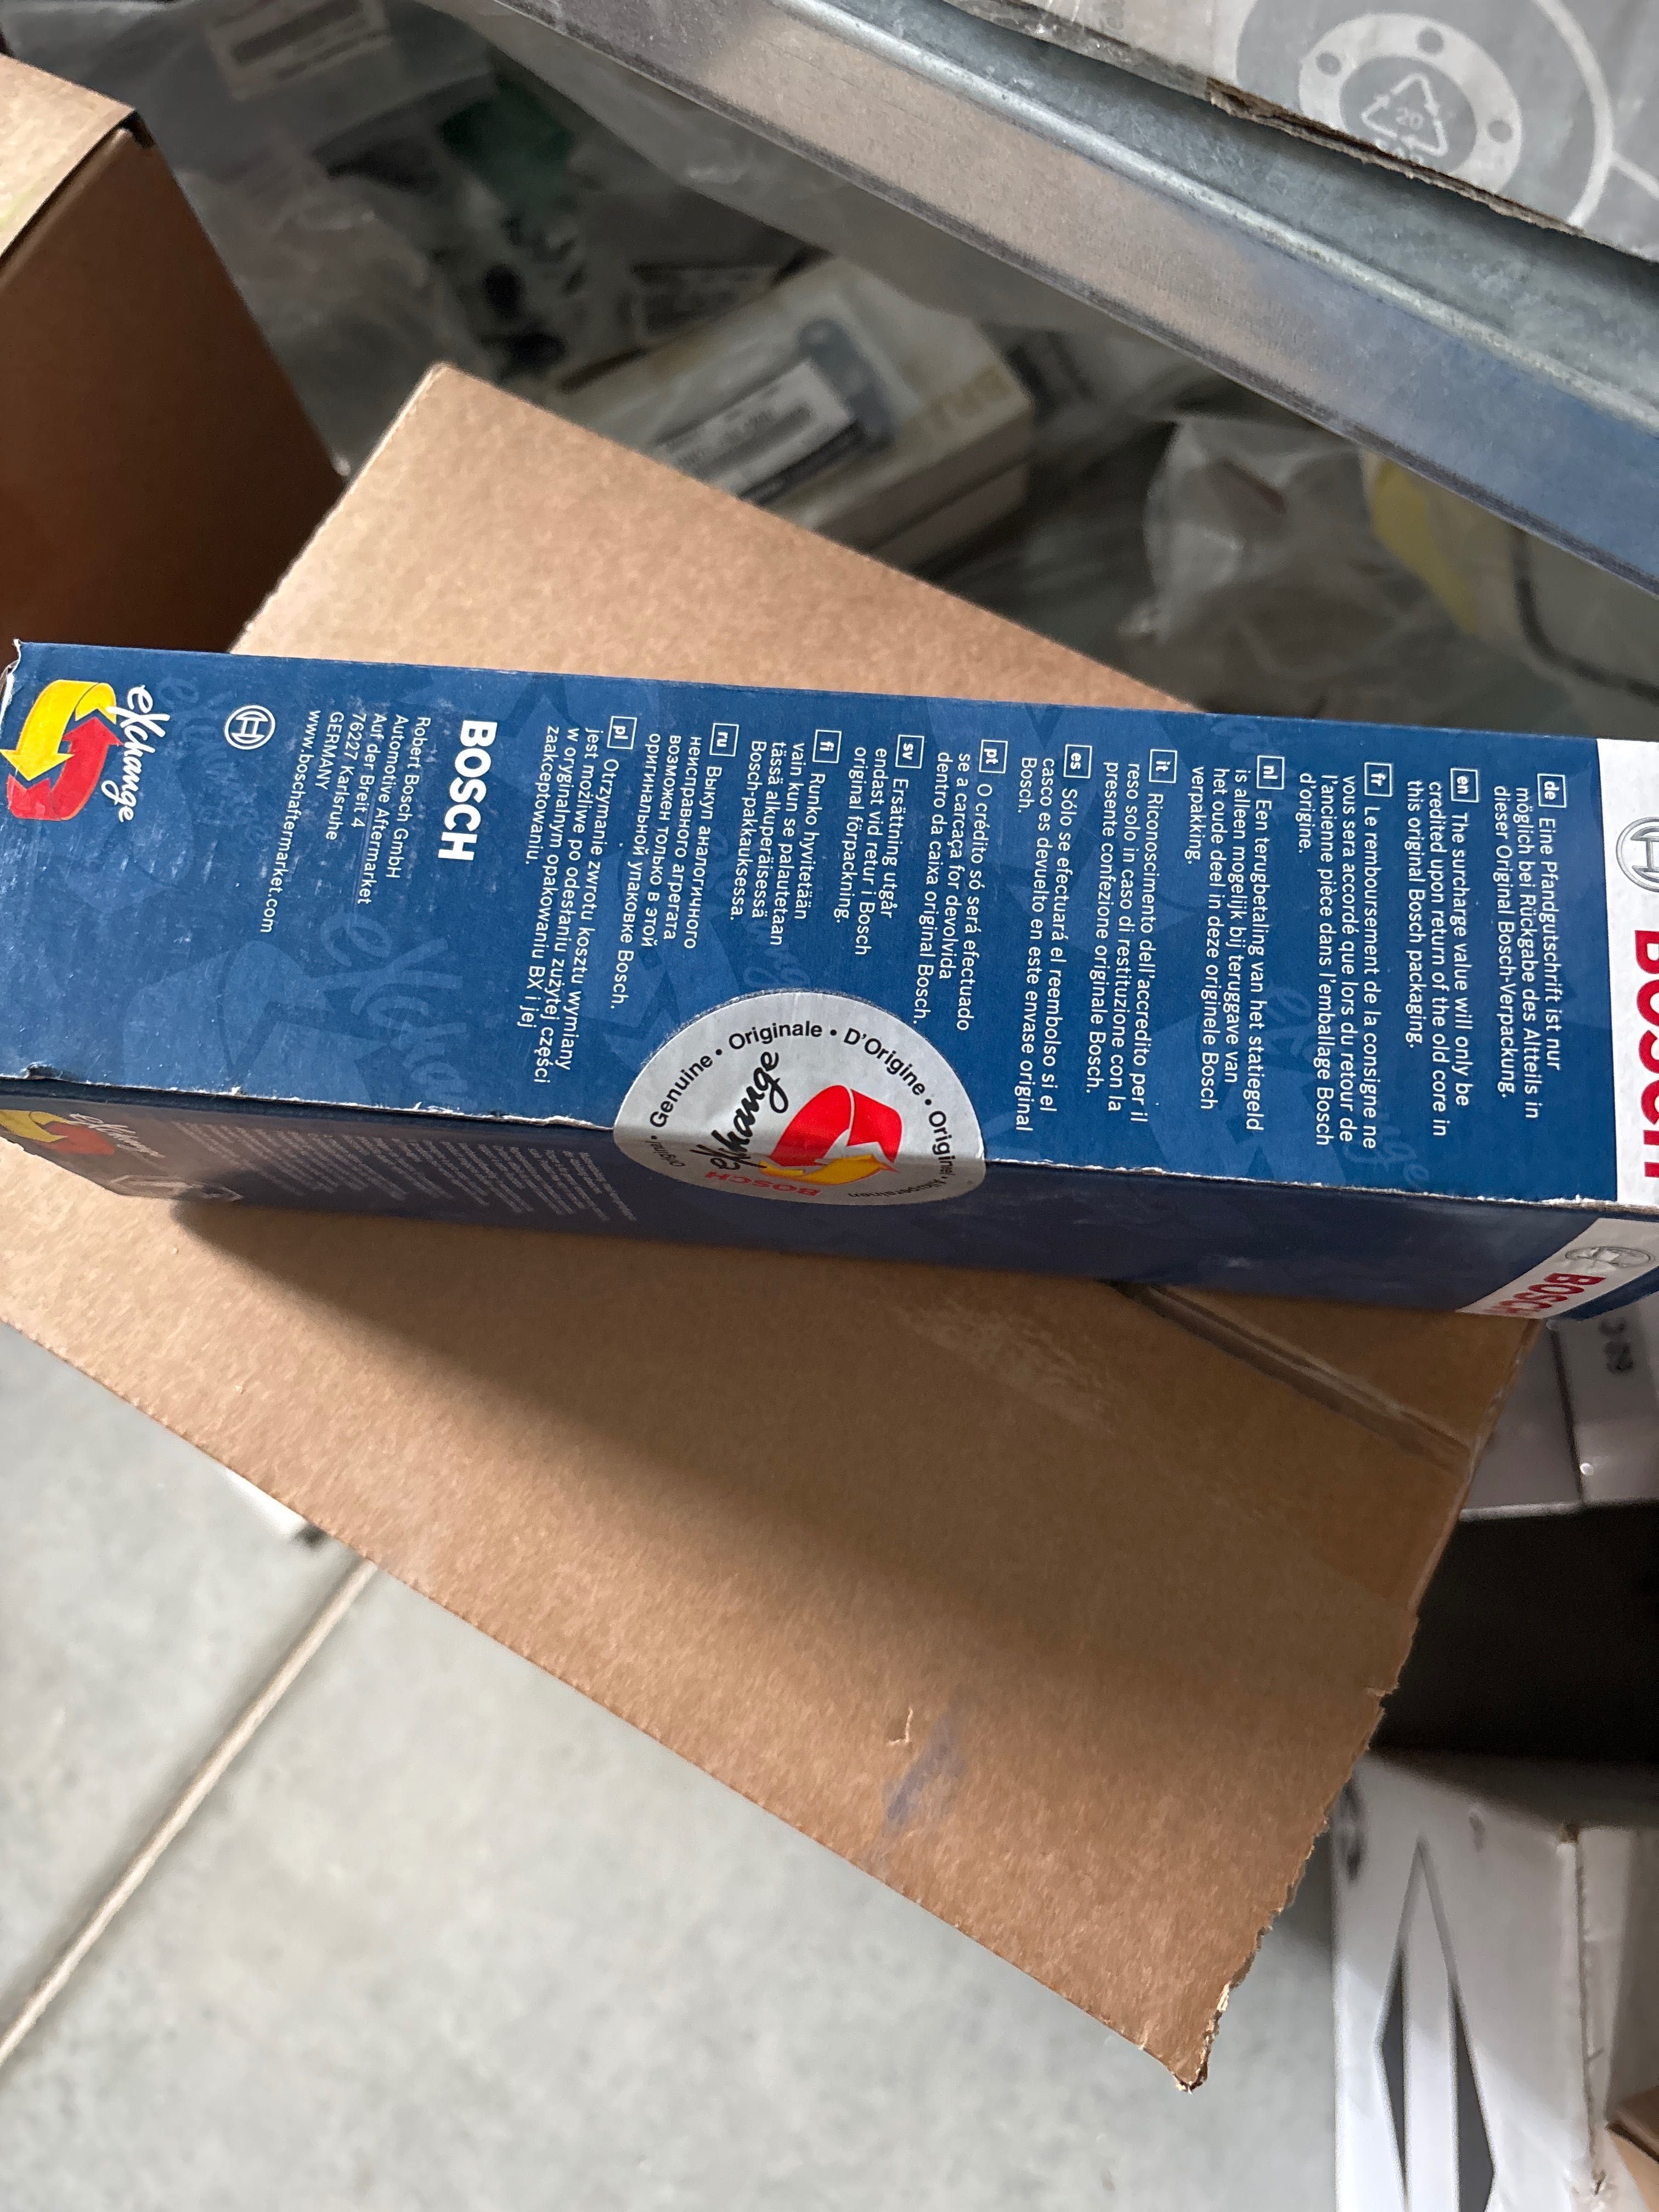 BOSCH
de Eine Pfandgutschrift ist nur
möglich bei Rückgabe des Altteils in
dieser Original Bosch-Verpackung.
en The surcharge value will only be
credited upon return of the old core in
this original Bosch packaging.
fr Le remboursement de la consigne ne
vous sera accordé que lors du retour de
l'ancienne pièce dans l'emballage Bosch
d'origine.
nl Een terugbetaling van het statiegeld
is alleen mogelijk bij teruggave van
het oude deel in deze originele Bosch
verpakking.
it Riconoscimento dell'accredito per il
reso solo in caso di restituzione con la
presente confezione originale Bosch.
es Sólo se efectuará el reembolso si el
casco es devuelto en este envase original
Bosch.
pt O crédito só será efectuado
se a carcaça for devolvida
dentro da caixa original Bosch.
sv Ersättning utgår
endast vid retur i Bosch
original förpackning.
fi Runko hyvitetään
vain kun se palautetaan
tässä alkuperäisessä
Bosch-pakkauksessa.
ru Выкуп аналогичного
неисправного агрегата
возможен только в этой
оригинальной упаковке Bosch.
pl Otrzymanie zwrotu kosztu wymiany
jest możliwe po odesłaniu zużytej części
w oryginalnym opakowaniu BX i jej
zaakceptowaniu.
BOSCH
Robert Bosch GmbH
Automotive Aftermarket
Auf der Breit 4
76227 Karlsruhe
GERMANY
www.boschaftermarket.com
eXchange
Genuine • Originale • D'Origine •
eXchange
BOSCH
BOSCH
eXchange
20